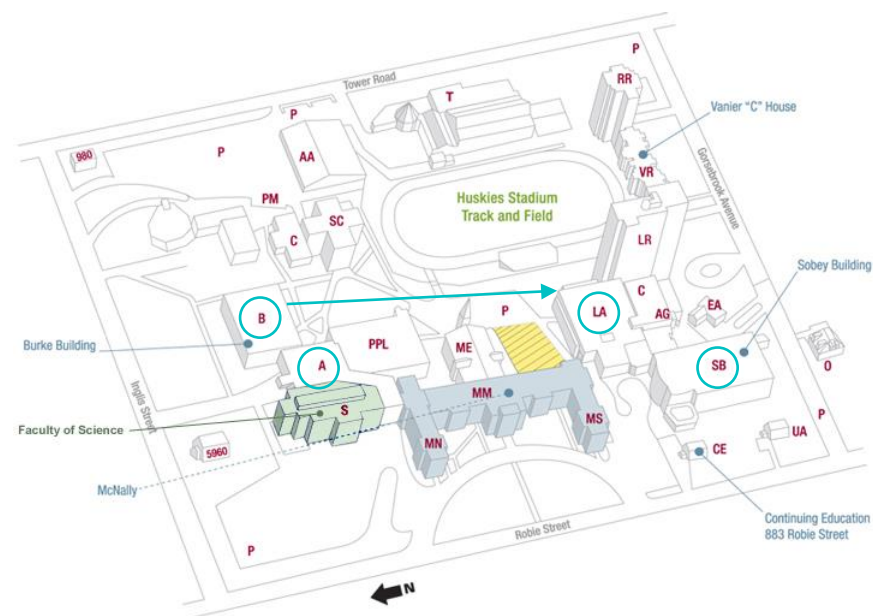 Tower Road
P
RR
Vanier "C" House
P
T
980
P
AA
VR
Gorsebrook Avenue
PM
SC
Huskies Stadium
Track and Field
C
LR
Sobey Building
B
P
LA
C
AG
EA
Burke Building
PPL
ME
A
SB
O
Inglis Street
MM
S
Faculty of Science
MN
MS
P
UA
5960
CE
McNally
Robie Street
Continuing Education
883 Robie Street
P
N